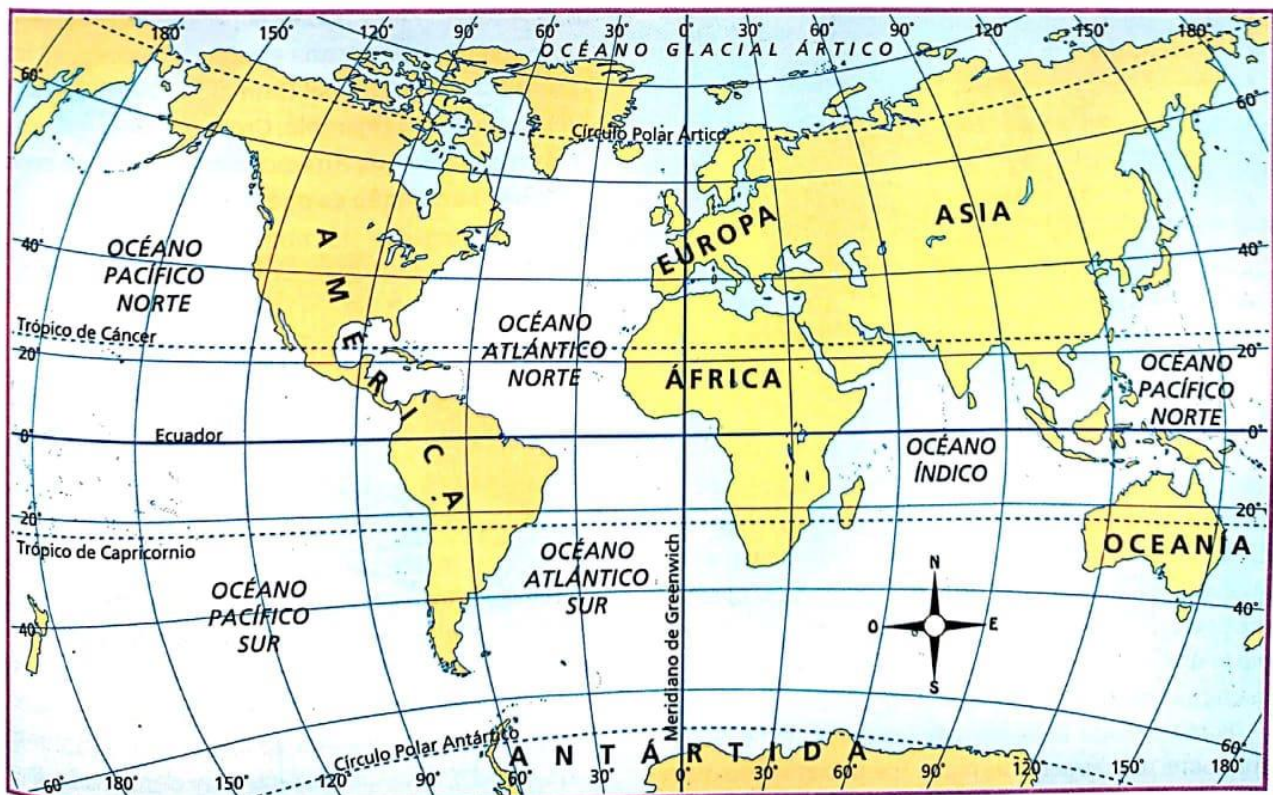 180° 150° 120° 90° 60° 30° 0° 30° 60° 90° 120° 150° 180°
OCÉANO GLACIAL ÁRTICO
60° 60°
Círculo Polar Ártico
AMÉRICA
EUROPA
ASIA
40° 40°
OCÉANO
PACÍFICO
NORTE
Trópico de Cáncer
OCÉANO
ATLÁNTICO
NORTE
20° 20°
ÁFRICA
OCÉANO
PACÍFICO
NORTE
0° Ecuador 0°
OCÉANO
ÍNDICO
20° 20°
Trópico de Capricornio
OCEANÍA
OCÉANO
PACÍFICO
SUR
OCÉANO
ATLÁNTICO
SUR
Meridiano de Greenwich
N
O E
S
40° 40°
Círculo Polar Antártico
ANTÁRTIDA
60° 60°
180° 150° 120° 90° 60° 30° 0° 30° 60° 90° 120° 150° 180°